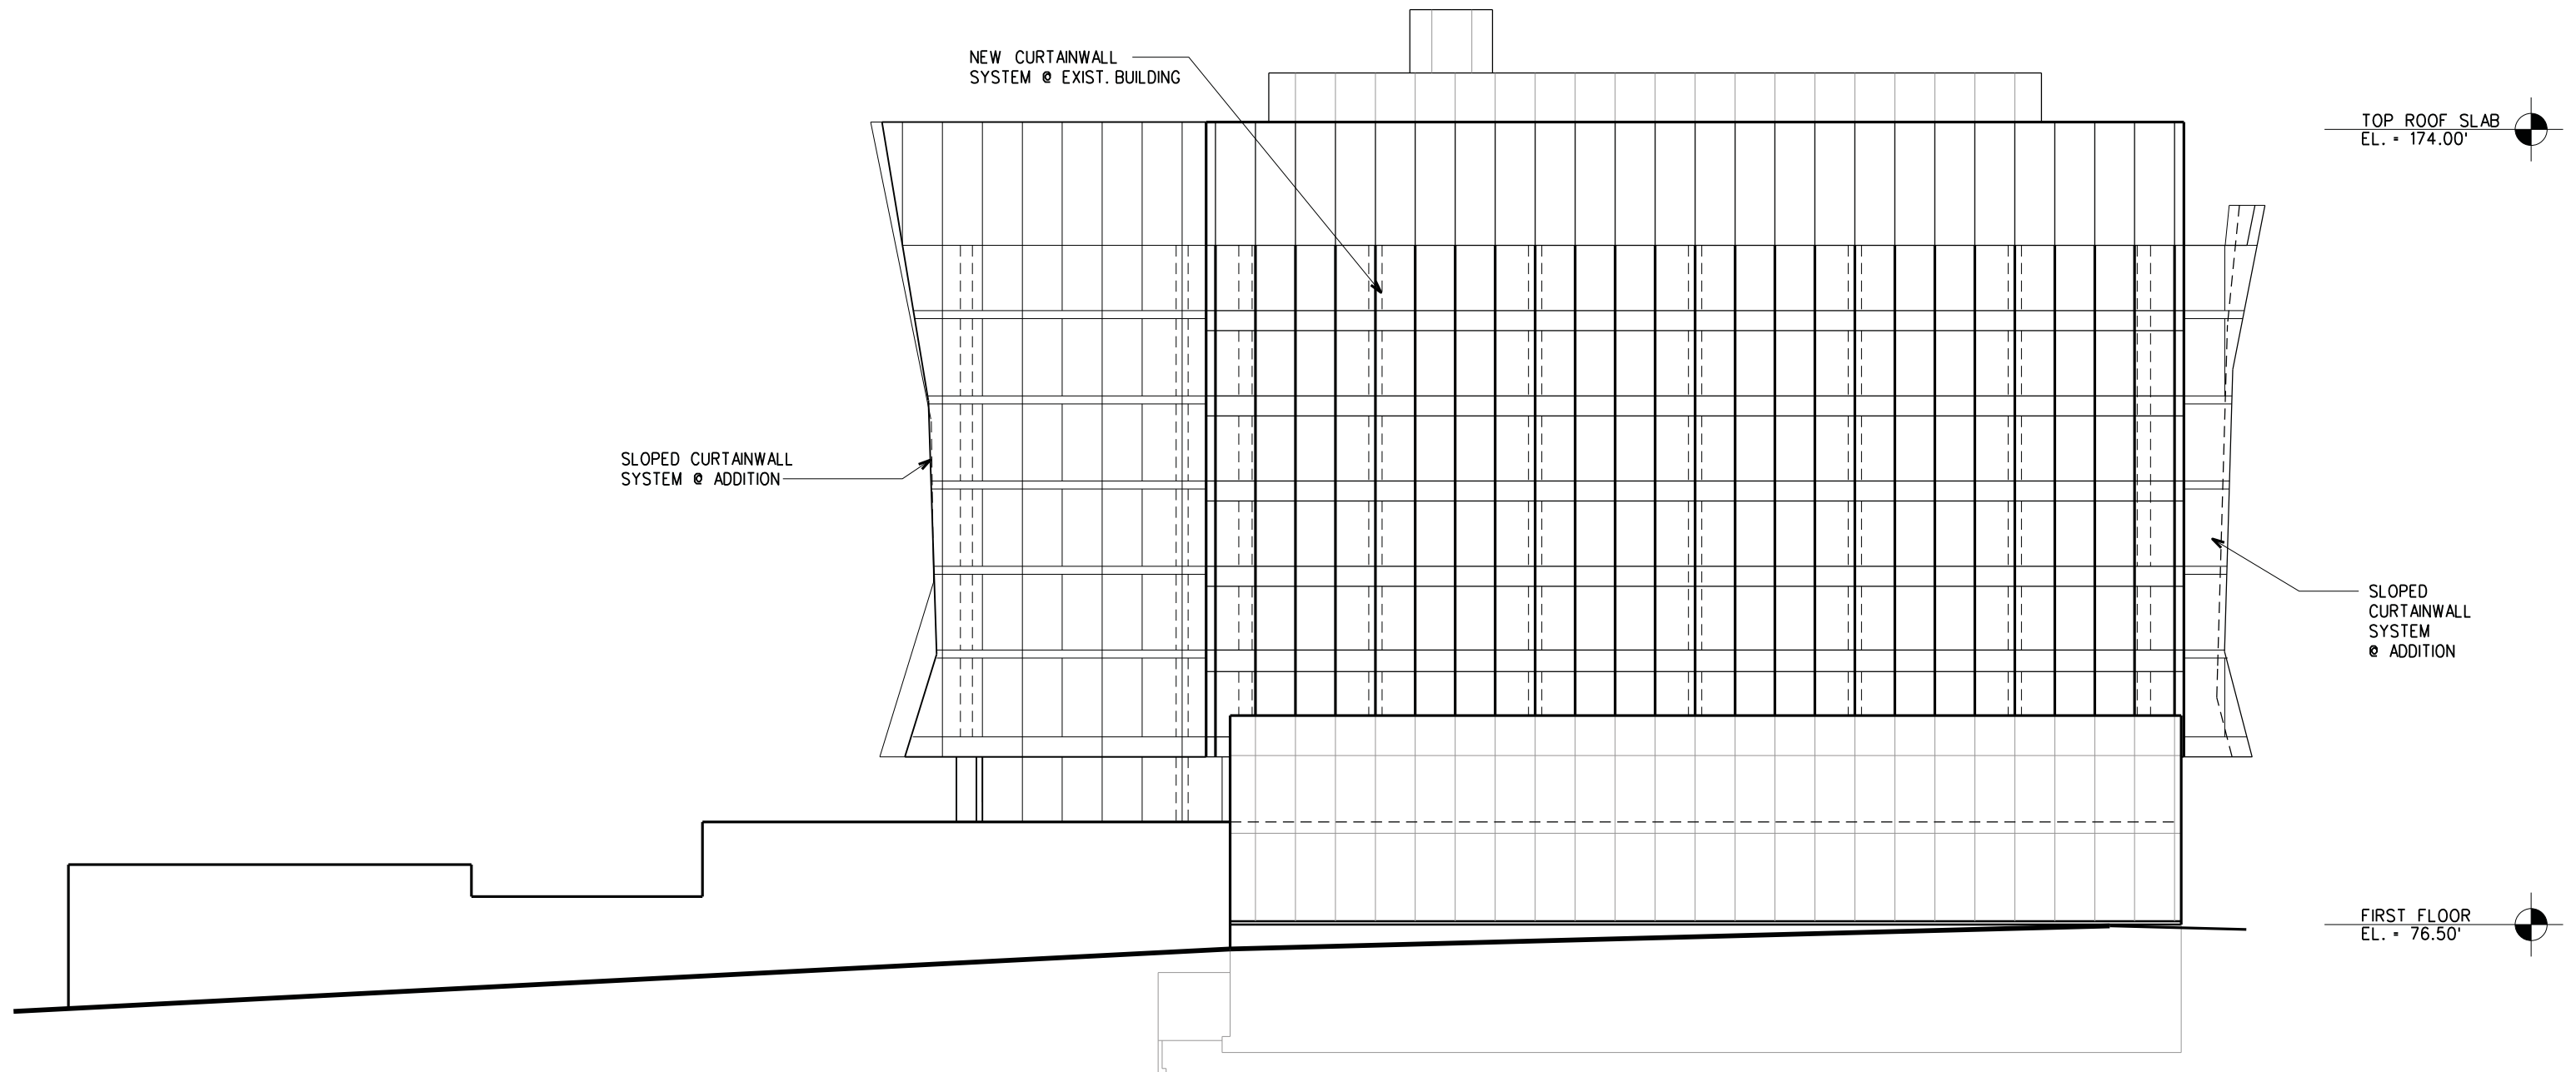 NEW CURTAINWALL
SYSTEM @ EXIST. BUILDING
TOP ROOF SLAB
EL. = 174.00'
SLOPED CURTAINWALL
SYSTEM @ ADDITION
SLOPED
CURTAINWALL
SYSTEM
@ ADDITION
FIRST FLOOR
EL. = 76.50'